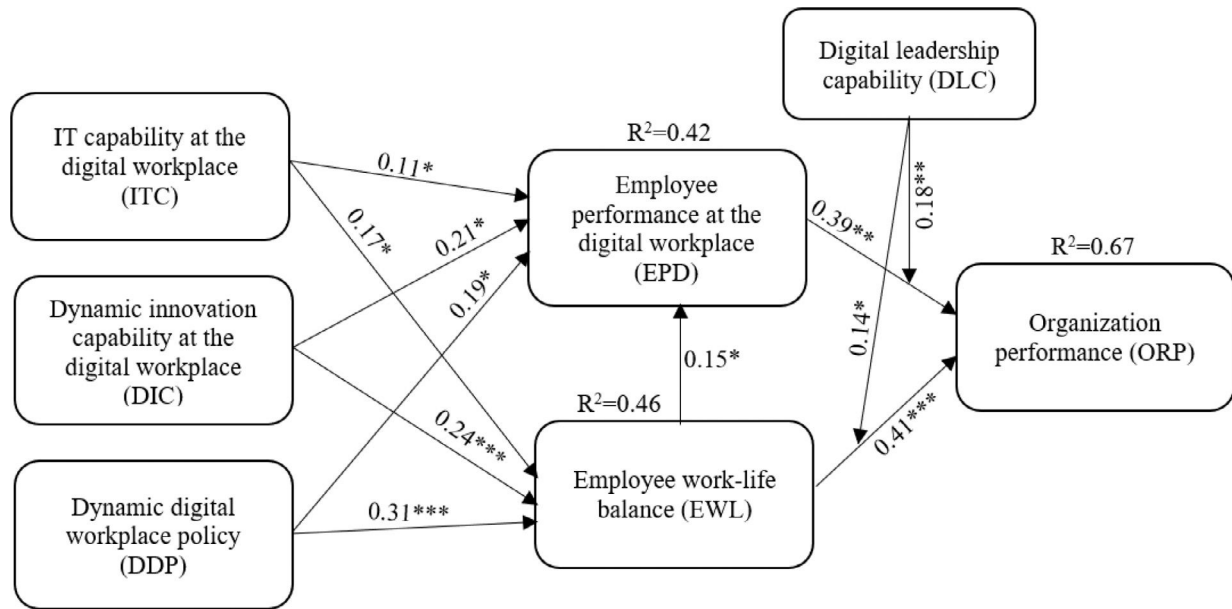 Digital leadership
capability (DLC)
IT capability at the
digital workplace
(ITC)
R²=0.42
0.11*
Employee
performance at the
digital workplace
(EPD)
0.18**
0.17*
0.21*
0.39**
R²=0.67
0.19*
Dynamic innovation
capability at the
digital workplace
(DIC)
0.14*
Organization
performance (ORP)
0.15*
R²=0.46
0.24***
0.41***
Employee work-life
balance (EWL)
Dynamic digital
workplace policy
(DDP)
0.31***